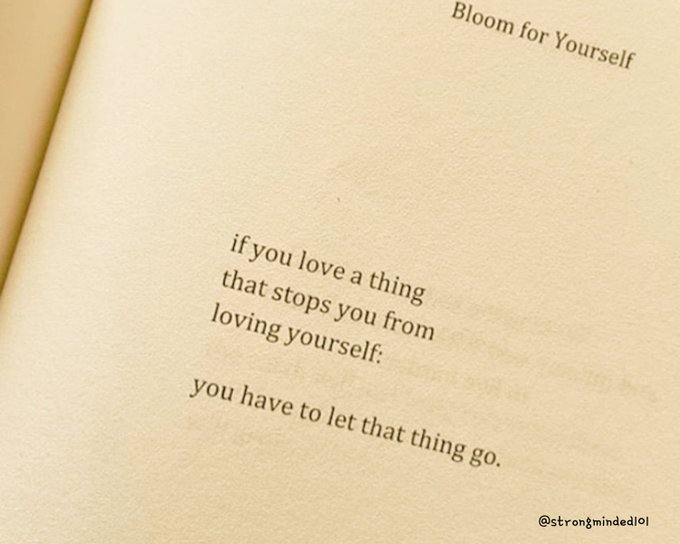 Bloom for Yourself
if you love a thing
that stops you from
loving yourself:
you have to let that thing go.
@strongminded101